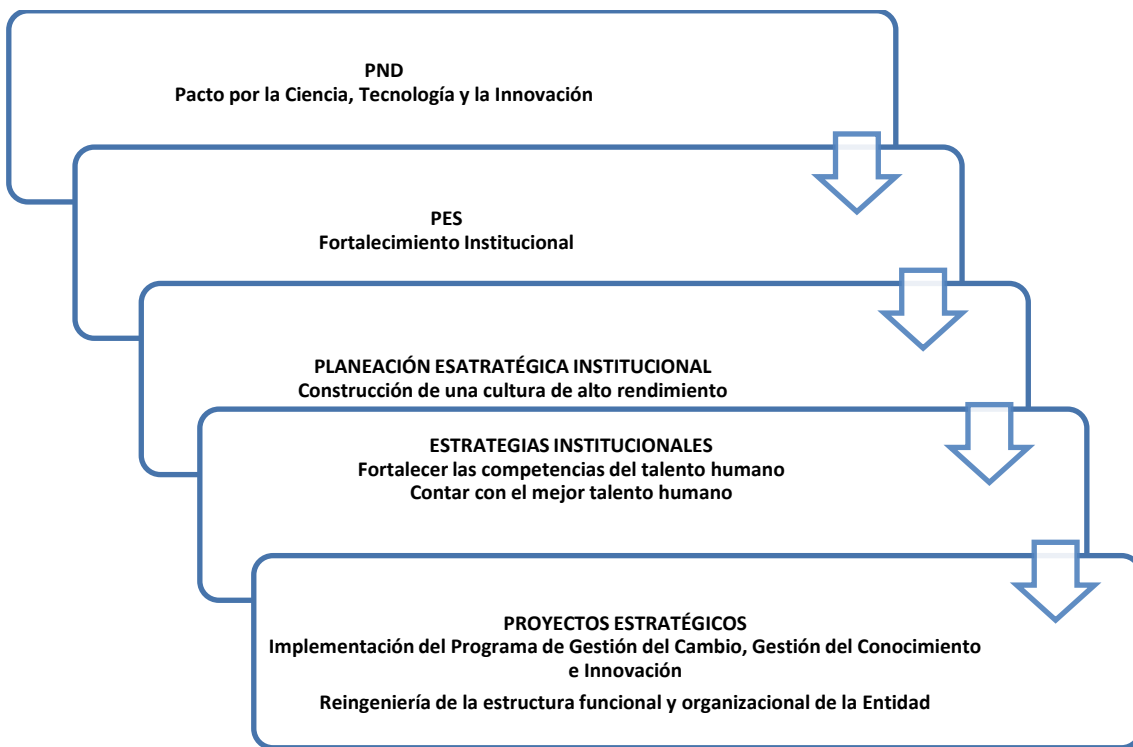 PND
Pacto por la Ciencia, Tecnología y la Innovación
PES
Fortalecimiento Institucional
PLANEACIÓN ESATRATÉGICA INSTITUCIONAL
Construcción de una cultura de alto rendimiento
ESTRATEGIAS INSTITUCIONALES
Fortalecer las competencias del talento humano
Contar con el mejor talento humano
PROYECTOS ESTRATÉGICOS
Implementación del Programa de Gestión del Cambio, Gestión del Conocimiento
e Innovación
Reingeniería de la estructura funcional y organizacional de la Entidad